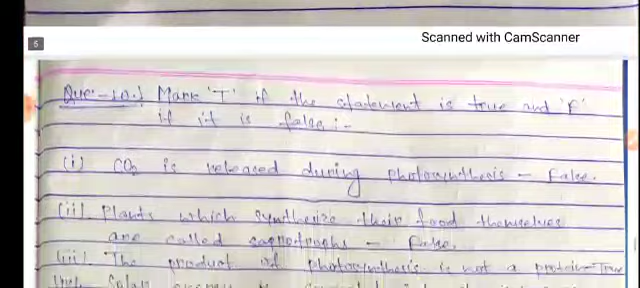 5
Scanned with CamScanner
Que-10.) Mark 'T' if the statement is true and 'F'
if it is false :-
(i) CO2 is released during photosynthesis - False.
(ii) Plants which synthesize their food themselves
are called saprotrophs - False.
(iii) The product of photosynthesis is not a protein - True
Solar energy